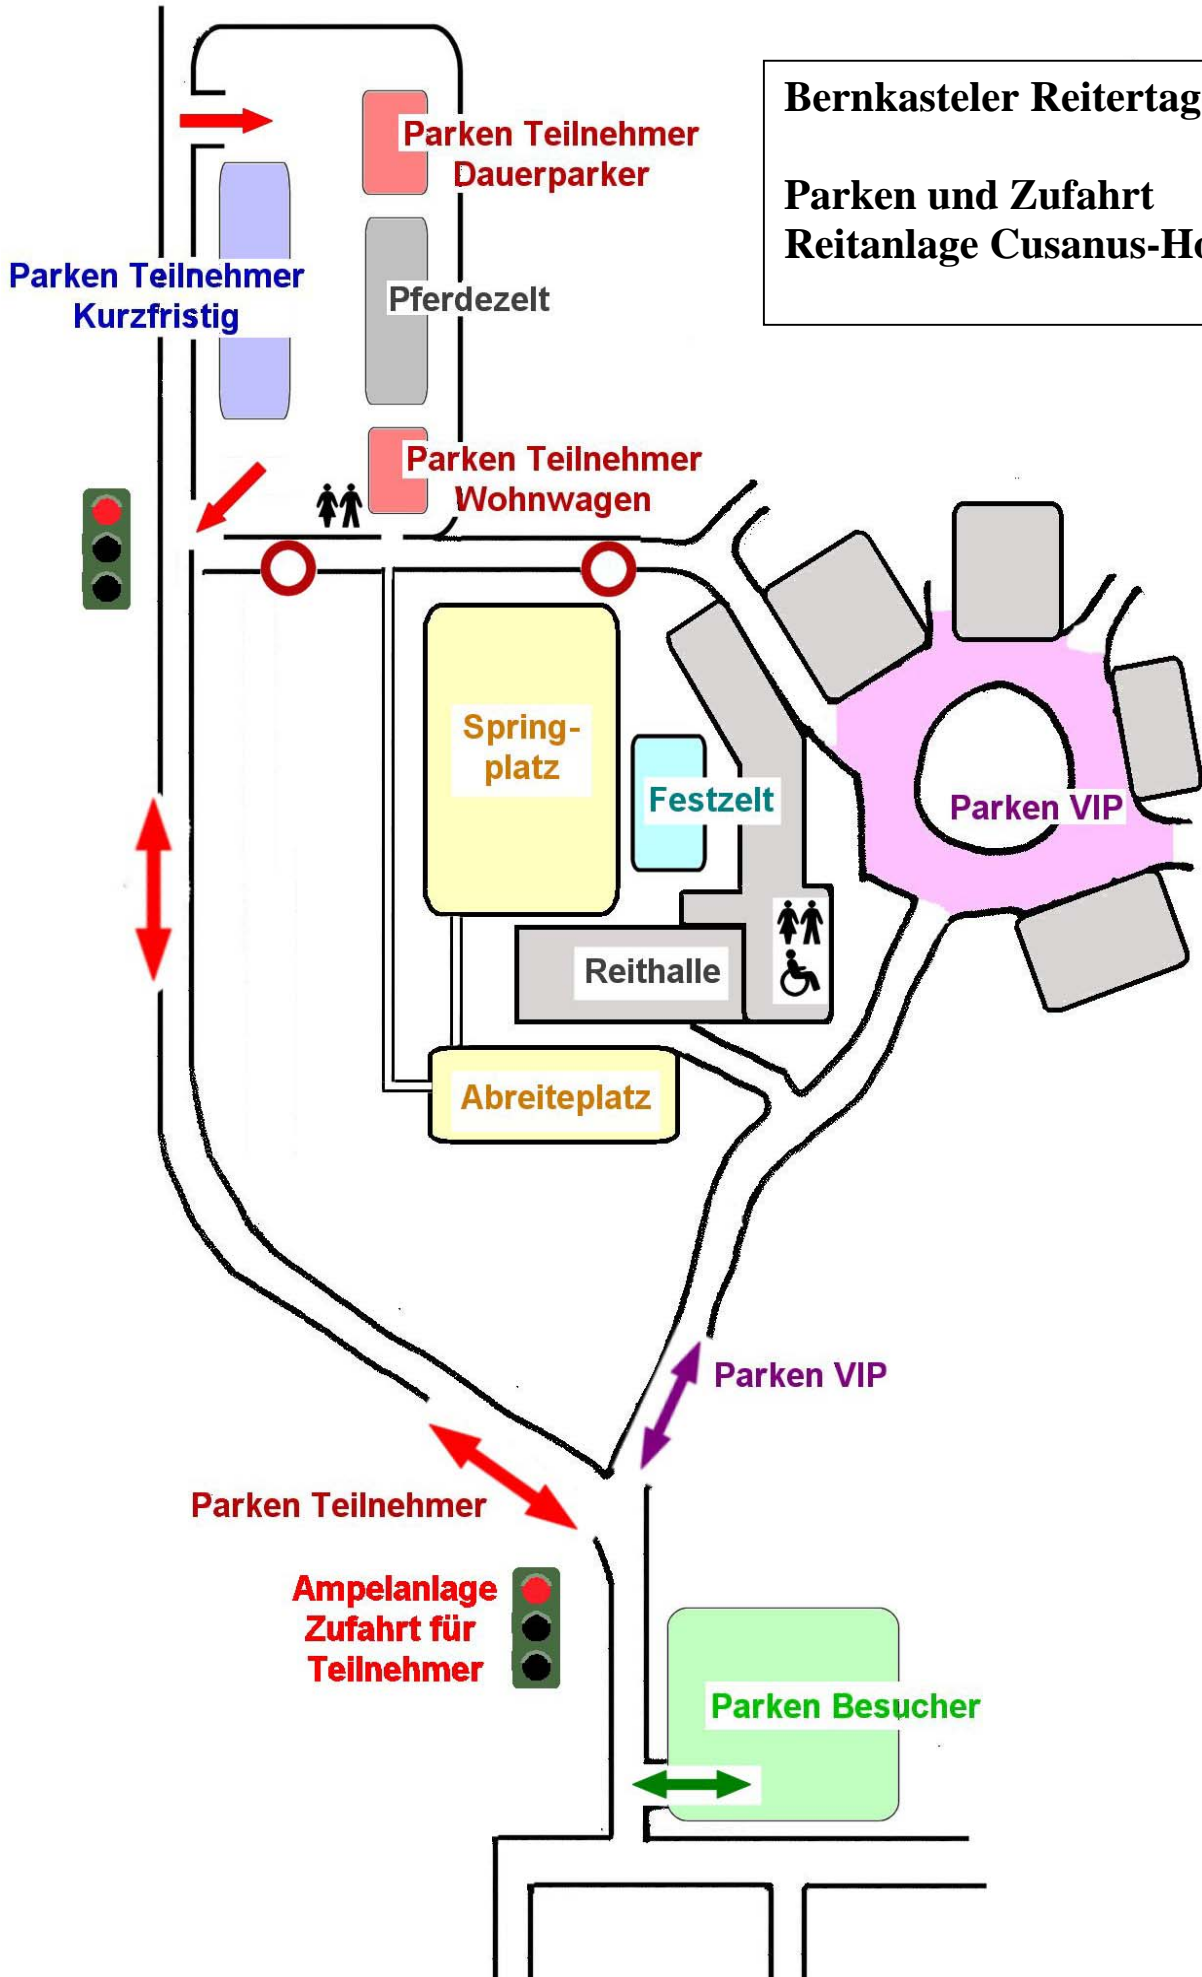 Bernkasteler Reitertag
Parken und Zufahrt
Reitanlage Cusanus-Ho
Parken Teilnehmer
Dauerparker
Parken Teilnehmer
Kurzfristig
Pferdezelt
Parken Teilnehmer
Wohnwagen
Spring-
platz
Festzelt
Parken VIP
Reithalle
Abreiteplatz
Parken VIP
Parken Teilnehmer
Ampelanlage
Zufahrt für
Teilnehmer
Parken Besucher